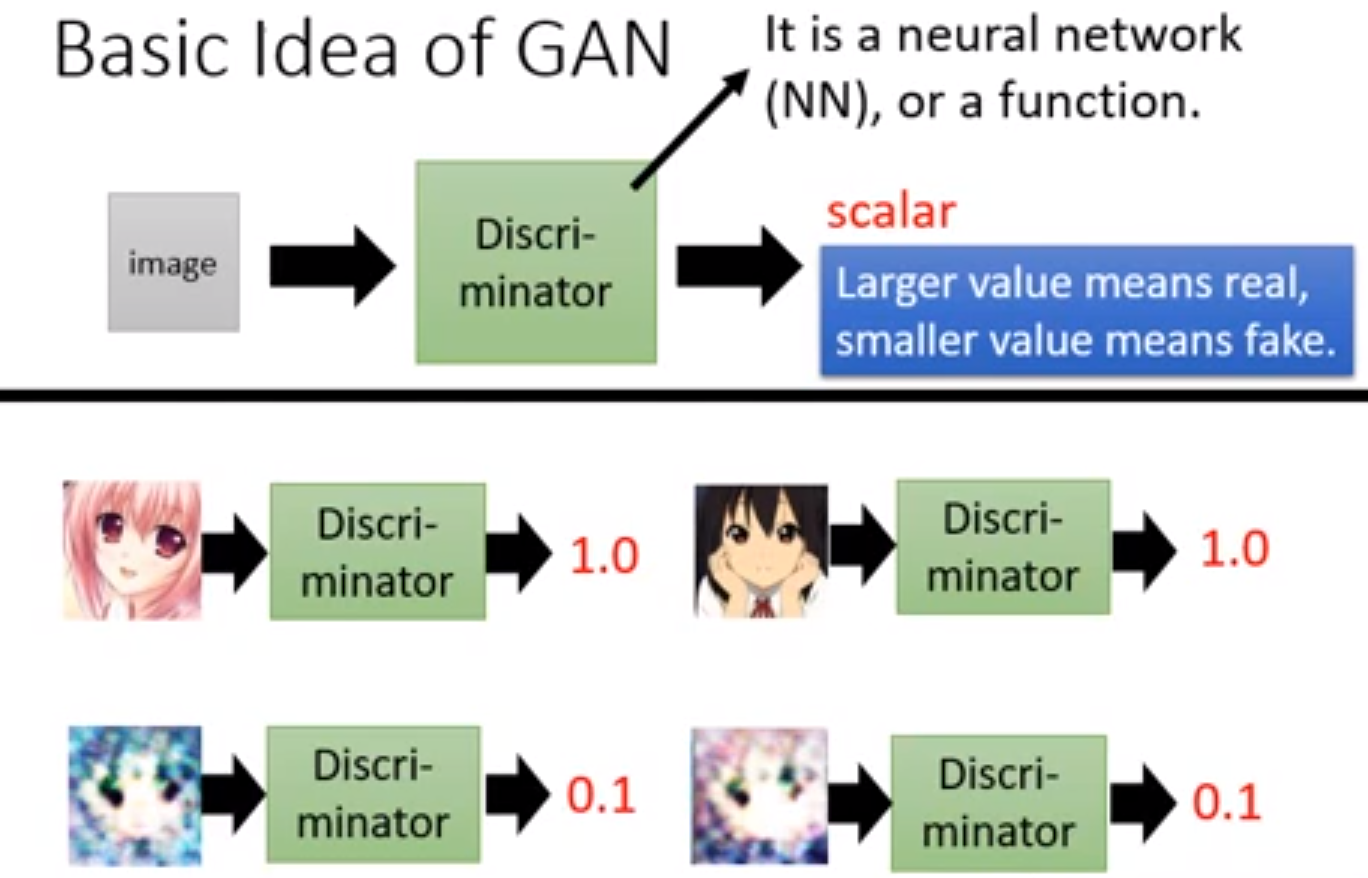 Basic Idea of GAN
It is a neural network
(NN), or a function.
image
Discri-
minator
scalar
Larger value means real,
smaller value means fake.
Discri-
minator
1.0
Discri-
minator
1.0
Discri-
minator
0.1
Discri-
minator
0.1